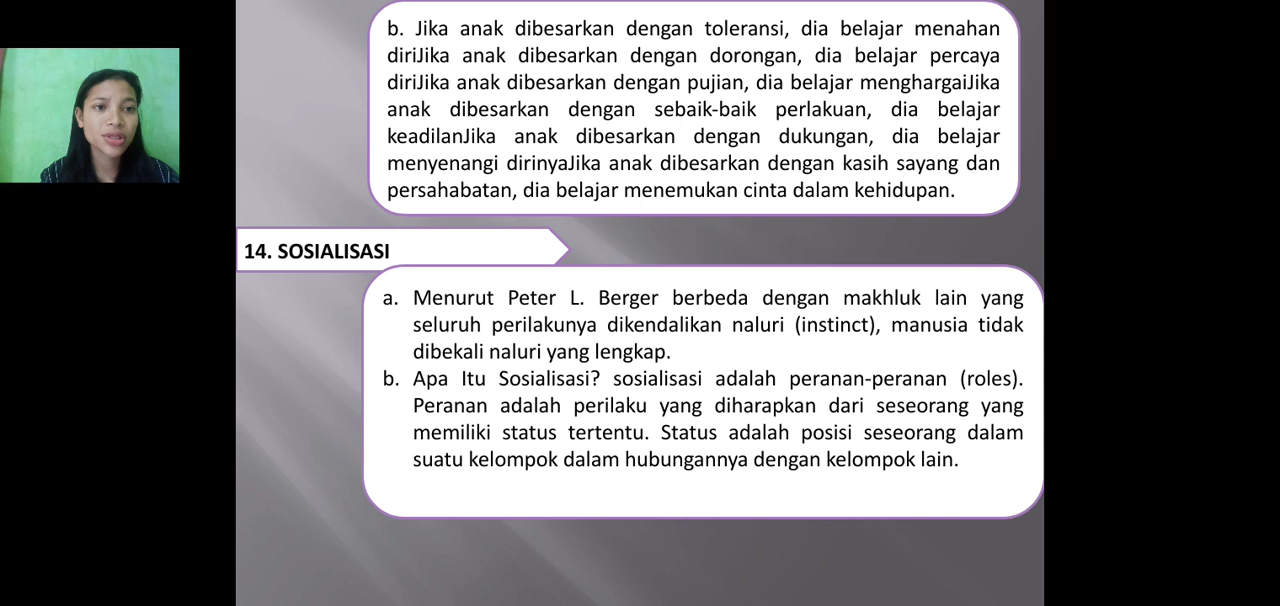 b. Jika anak dibesarkan dengan toleransi, dia belajar menahan
diriJika anak dibesarkan dengan dorongan, dia belajar percaya
diriJika anak dibesarkan dengan pujian, dia belajar menghargaiJika
anak dibesarkan dengan sebaik-baik perlakuan, dia belajar
keadilanJika anak dibesarkan dengan dukungan, dia belajar
menyenangi dirinyaJika anak dibesarkan dengan kasih sayang dan
persahabatan, dia belajar menemukan cinta dalam kehidupan.
14. SOSIALISASI
a. Menurut Peter L. Berger berbeda dengan makhluk lain yang
seluruh perilakunya dikendalikan naluri (instinct), manusia tidak
dibekali naluri yang lengkap.
b. Apa Itu Sosialisasi? sosialisasi adalah peranan-peranan (roles).
Peranan adalah perilaku yang diharapkan dari seseorang yang
memiliki status tertentu. Status adalah posisi seseorang dalam
suatu kelompok dalam hubungannya dengan kelompok lain.